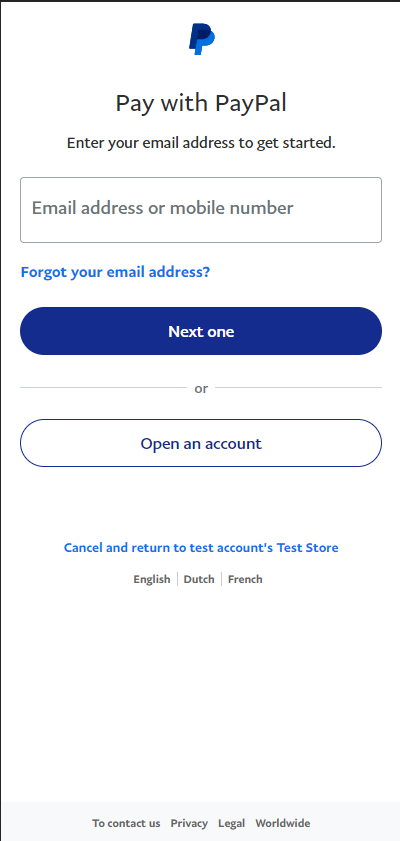 Pay with PayPal
Enter your email address to get started.
Email address or mobile number
Forgot your email address?
Next one
or
Open an account
Cancel and return to test account's Test Store
English Dutch French
To contact us Privacy Legal Worldwide